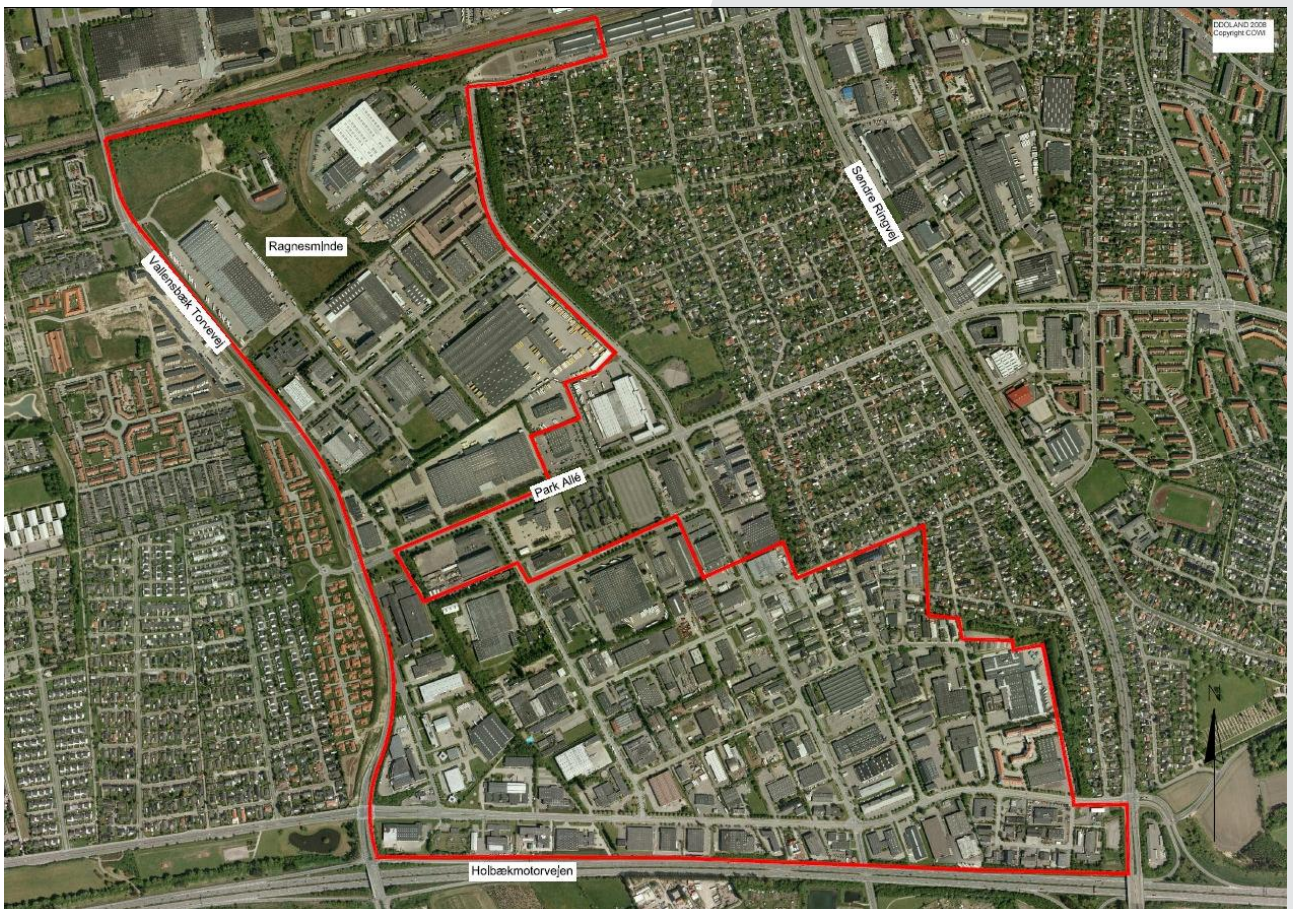 DDOLAND 2008
Copyright COWI
Søndre Ringvej
Ragnesminde
Vallensbæk Torvevej
Park Allé
N
Holbækmotorvejen